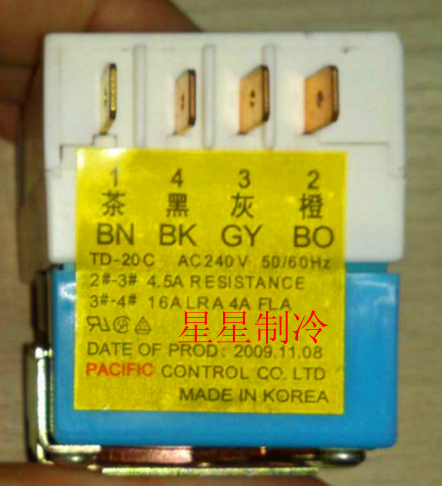 1 4 3 2
茶 黑 灰 橙
BN BK GY BO
TD-20C AC240V 50/60Hz
2#-3# 4.5A RESISTANCE
3#-4# 16A LRA 4A FLA
星星制冷
DATE OF PROD: 2009.11.08
PACIFIC CONTROL CO. LTD
MADE IN KOREA